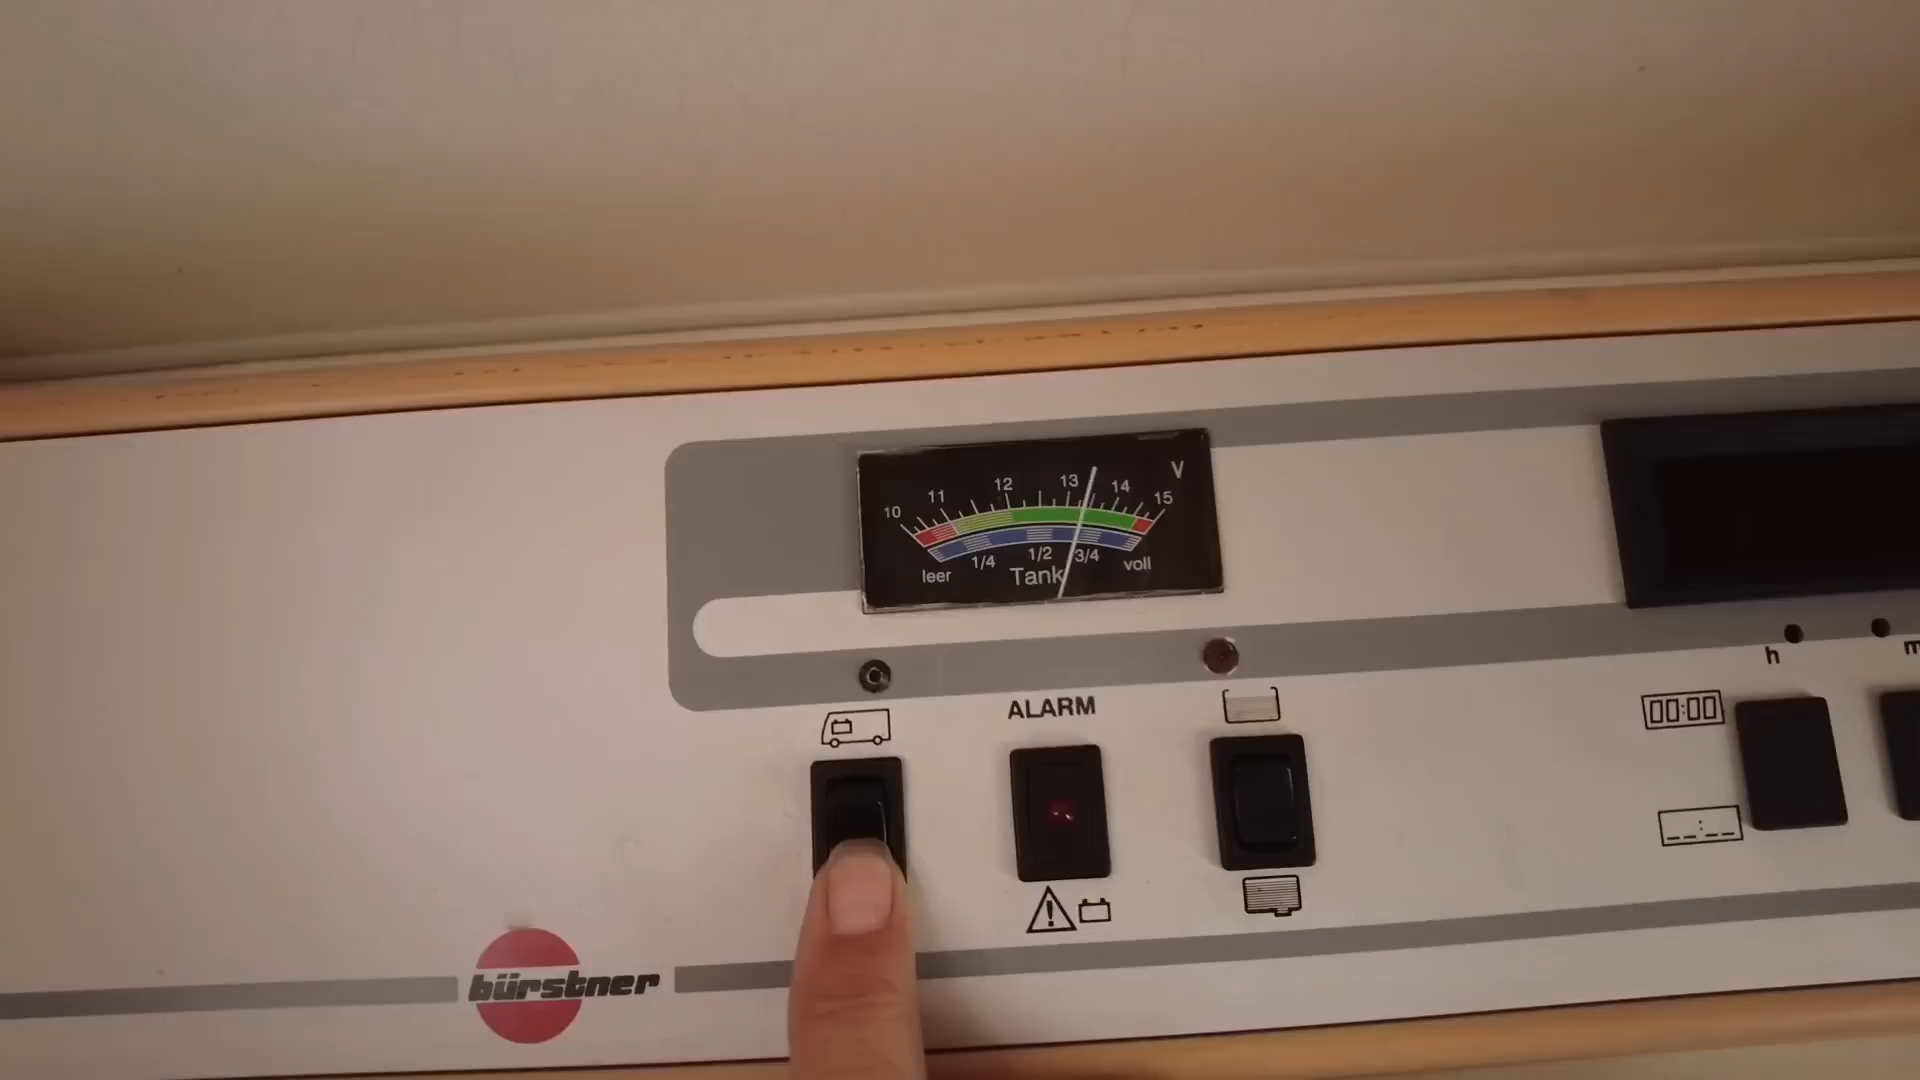 V
10 11 12 13 14 15
leer 1/4 1/2 3/4 voll
Tank
h m
ALARM
00:00
bürstner